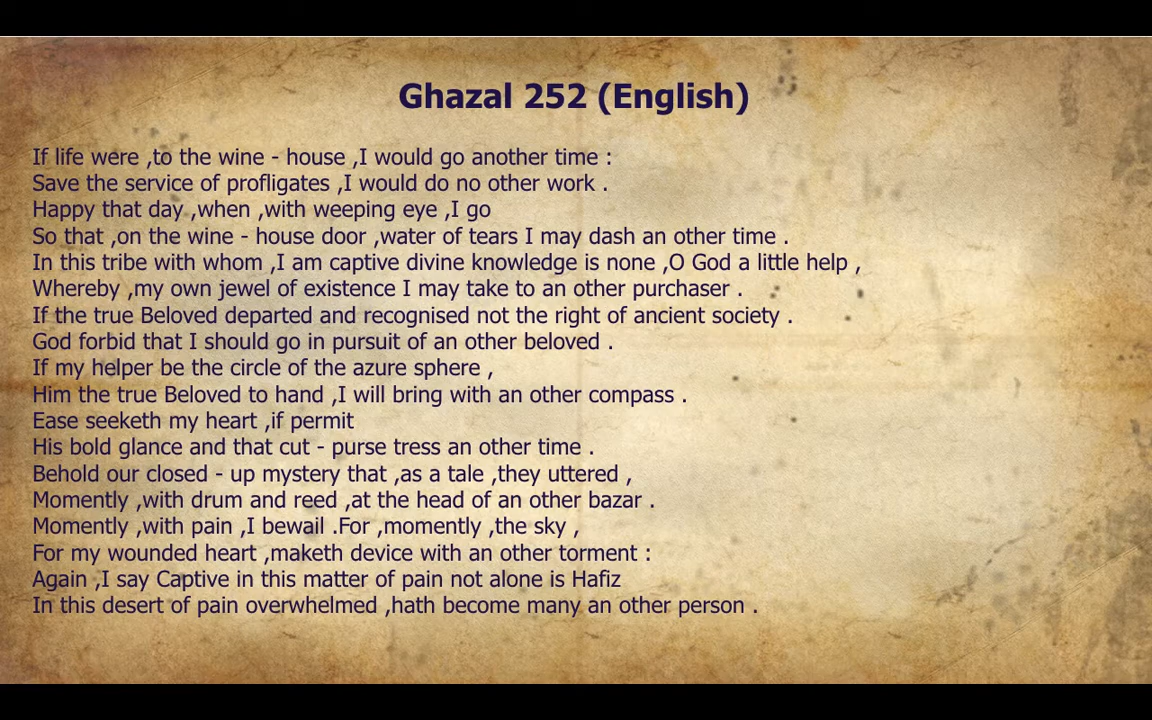 Ghazal 252 (English)
If life were ,to the wine - house ,I would go another time :
Save the service of profligates ,I would do no other work .
Happy that day ,when ,with weeping eye ,I go
So that ,on the wine - house door ,water of tears I may dash an other time .
In this tribe with whom ,I am captive divine knowledge is none ,O God a little help ,
Whereby ,my own jewel of existence I may take to an other purchaser .
If the true Beloved departed and recognised not the right of ancient society .
God forbid that I should go in pursuit of an other beloved .
If my helper be the circle of the azure sphere ,
Him the true Beloved to hand ,I will bring with an other compass .
Ease seeketh my heart ,if permit
His bold glance and that cut - purse tress an other time .
Behold our closed - up mystery that ,as a tale ,they uttered ,
Momently ,with drum and reed ,at the head of an other bazar .
Momently ,with pain ,I bewail .For ,momently ,the sky ,
For my wounded heart ,maketh device with an other torment :
Again ,I say Captive in this matter of pain not alone is Hafiz
In this desert of pain overwhelmed ,hath become many an other person .